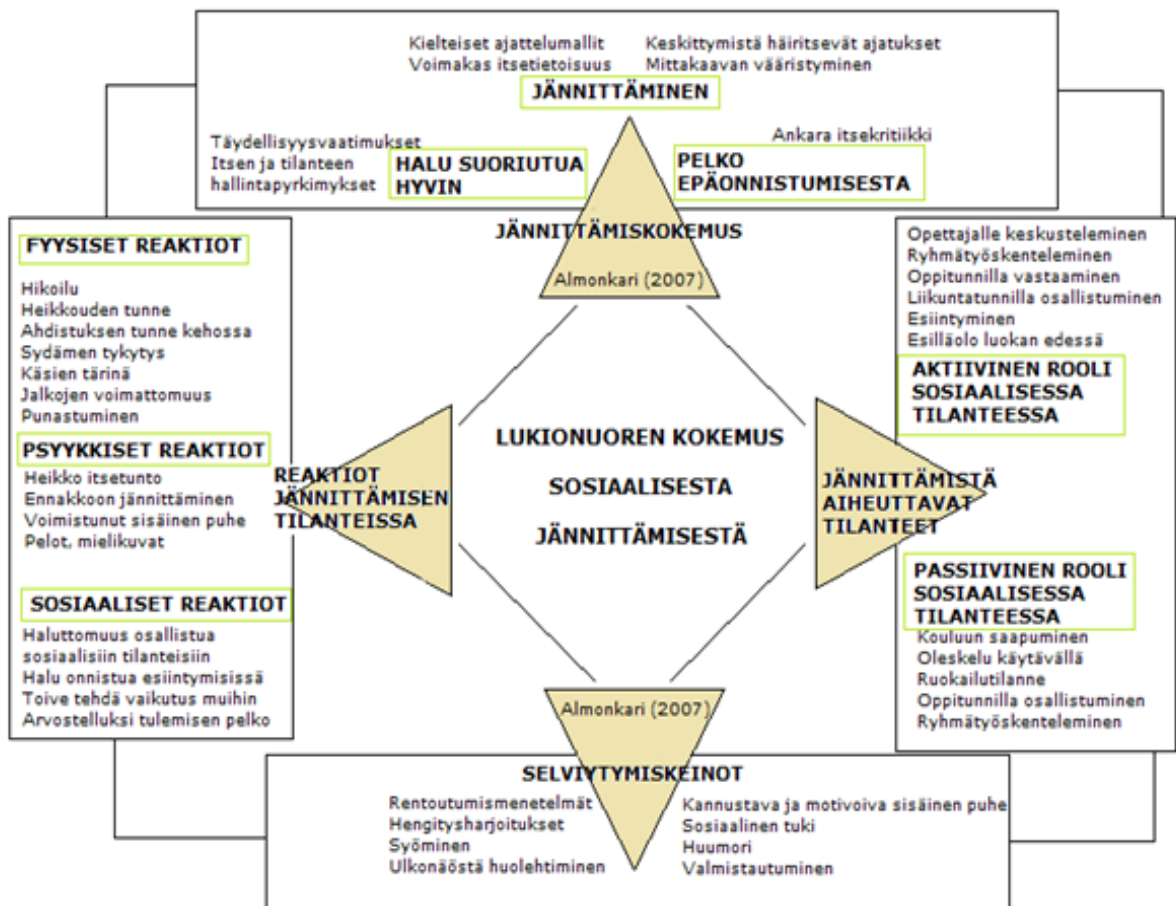 Kielteiset ajattelumallit
Voimakas itsetietoisuus
Keskittymistä häiritsevät ajatukset
Mittakaavan vääristyminen
JÄNNITTÄMINEN
Täydellisyysvaatimukset
Itsen ja tilanteen
hallintapyrkimykset
HALU SUORIUTUA
HYVIN
Ankara itsekritiikki
PELKO
EPÄONNISTUMISESTA
JÄNNITTÄMISKOKEMUS
Almonkari (2007)
FYYSISET REAKTIOT
Hikoilu
Heikkouden tunne
Ahdistuksen tunne kehossa
Sydämen tykytys
Käsien tärinä
Jalkojen voimattomuus
Punastuminen
PSYYKKISET REAKTIOT
Heikko itsetunto
Ennakkoon jännittäminen
Voimistunut sisäinen puhe
Pelot, mielikuvat
SOSIAALISET REAKTIOT
Haluttomuus osallistua
sosiaalisiin tilanteisiin
Halu onnistua esiintymisissä
Toive tehdä vaikutus muihin
Arvostelluksi tulemisen pelko
REAKTIOT
JÄNNITTÄMISEN
TILANTEISSA
LUKIONUOREN KOKEMUS
SOSIAALISESTA
JÄNNITTÄMISESTÄ
JÄNNITTÄMISTÄ
AIHEUTTAVAT
TILANTEET
Opettajalle keskusteleminen
Ryhmätyöskenteleminen
Oppitunnilla vastaaminen
Liikuntatunnilla osallistuminen
Esiintyminen
Esilläolo luokan edessä
AKTIIVINEN ROOLI
SOSIAALISESSA
TILANTEESSA
PASSIIVINEN ROOLI
SOSIAALISESSA
TILANTEESSA
Kouluun saapuminen
Oleskelu käytävällä
Ruokailutilanne
Oppitunnilla osallistuminen
Ryhmätyöskenteleminen
Almonkari (2007)
SELVIYTYMISKEINOT
Rentoutumismenetelmät
Hengitysharjoitukset
Syöminen
Ulkonäöstä huolehtiminen
Kannustava ja motivoiva sisäinen puhe
Sosiaalinen tuki
Huumori
Valmistautuminen